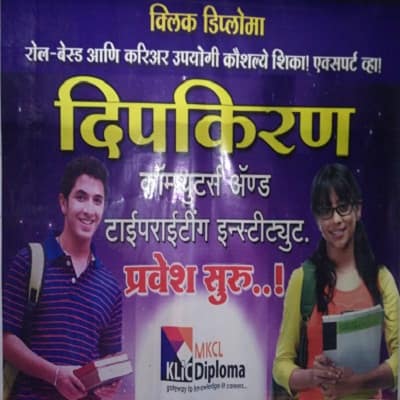 क्लिक डिप्लोमा
रोल-बेस्ड आणि करिअर उपयोगी कौशल्ये शिका! एक्सपर्ट व्हा!
दिपकिरण
कॉम्प्युटर्स ॲण्ड
टाईपराईटींग इन्स्टीट्युट.
प्रवेश सुरु..!
MKCL
KLiC Diploma
gateway to knowledge & careers...